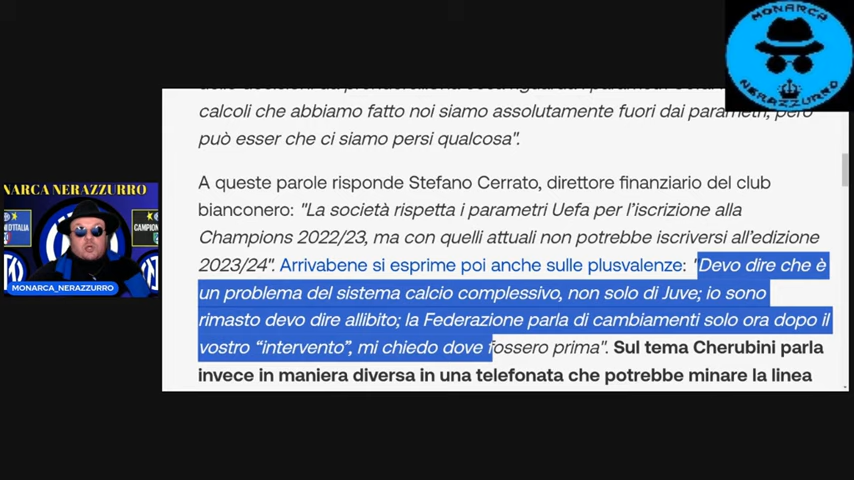 MONARCA
NERAZZURRO
calcoli che abbiamo fatto noi siamo assolutamente fuori dai parametri, però
può esser che ci siamo persi qualcosa".
A queste parole risponde Stefano Cerrato, direttore finanziario del club
bianconero: "La società rispetta i parametri Uefa per l'iscrizione alla
Champions 2022/23, ma con quelli attuali non potrebbe iscriversi all'edizione
2023/24". Arrivabene si esprime poi anche sulle plusvalenze: "Devo dire che è
un problema del sistema calcio complessivo, non solo di Juve; io sono
rimasto devo dire allibito; la Federazione parla di cambiamenti solo ora dopo il
vostro “intervento”, mi chiedo dove fossero prima". Sul tema Cherubini parla
invece in maniera diversa in una telefonata che potrebbe minare la linea
NARCA NERAZZURRO
D'ITALIA
CAMPION
MONARCA_NERAZZURRO